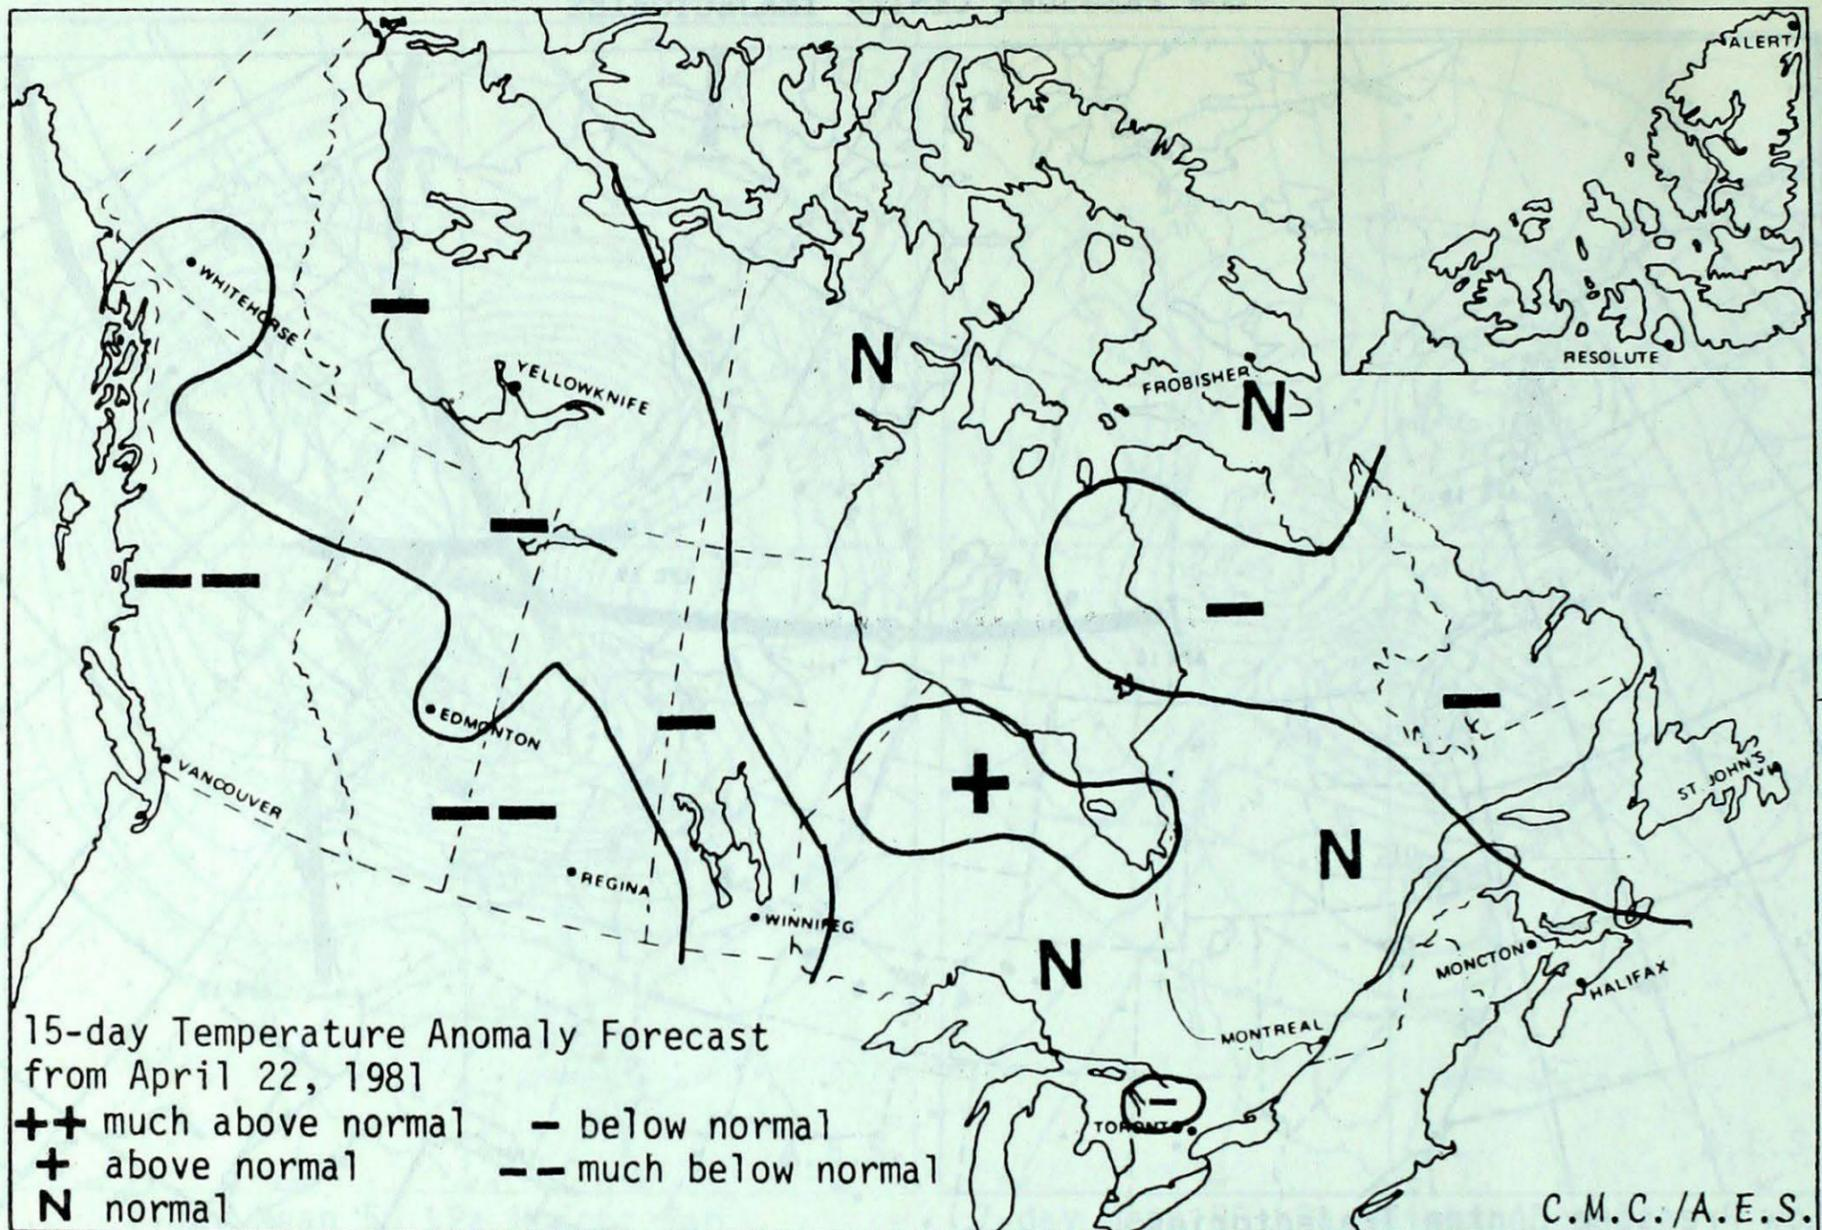 ALERT
RESOLUTE
WHITEHORSE
YELLOWKNIFE
N
FROBISHER
N
EDMONTON
VANCOUVER
+
ST. JOHN'S
N
REGINA
WINNIPEG
N
MONCTON
HALIFAX
MONTREAL
TORONTO
15-day Temperature Anomaly Forecast
from April 22, 1981
++ much above normal – below normal
+ above normal –– much below normal
N normal
C.M.C./A.E.S.